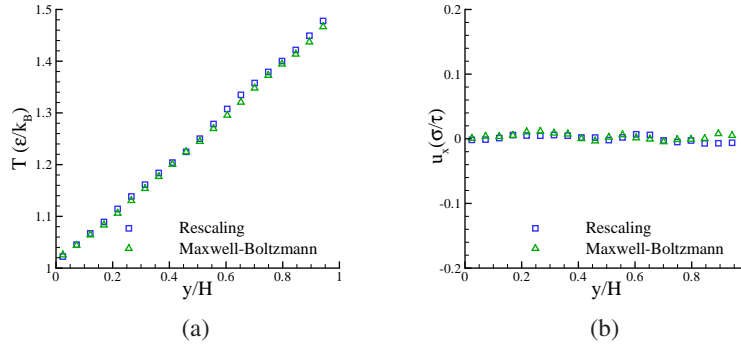 T (ε/k_B)
1.5
1.4
1.3
1.2
1.1
1
Rescaling
Maxwell-Boltzmann
0 0.2 0.4 0.6 0.8 1
y/H
(a)
u_x(σ/τ)
0.2
0.1
0
-0.1
-0.2
Rescaling
Maxwell-Boltzmann
0 0.2 0.4 0.6 0.8
y/H
(b)